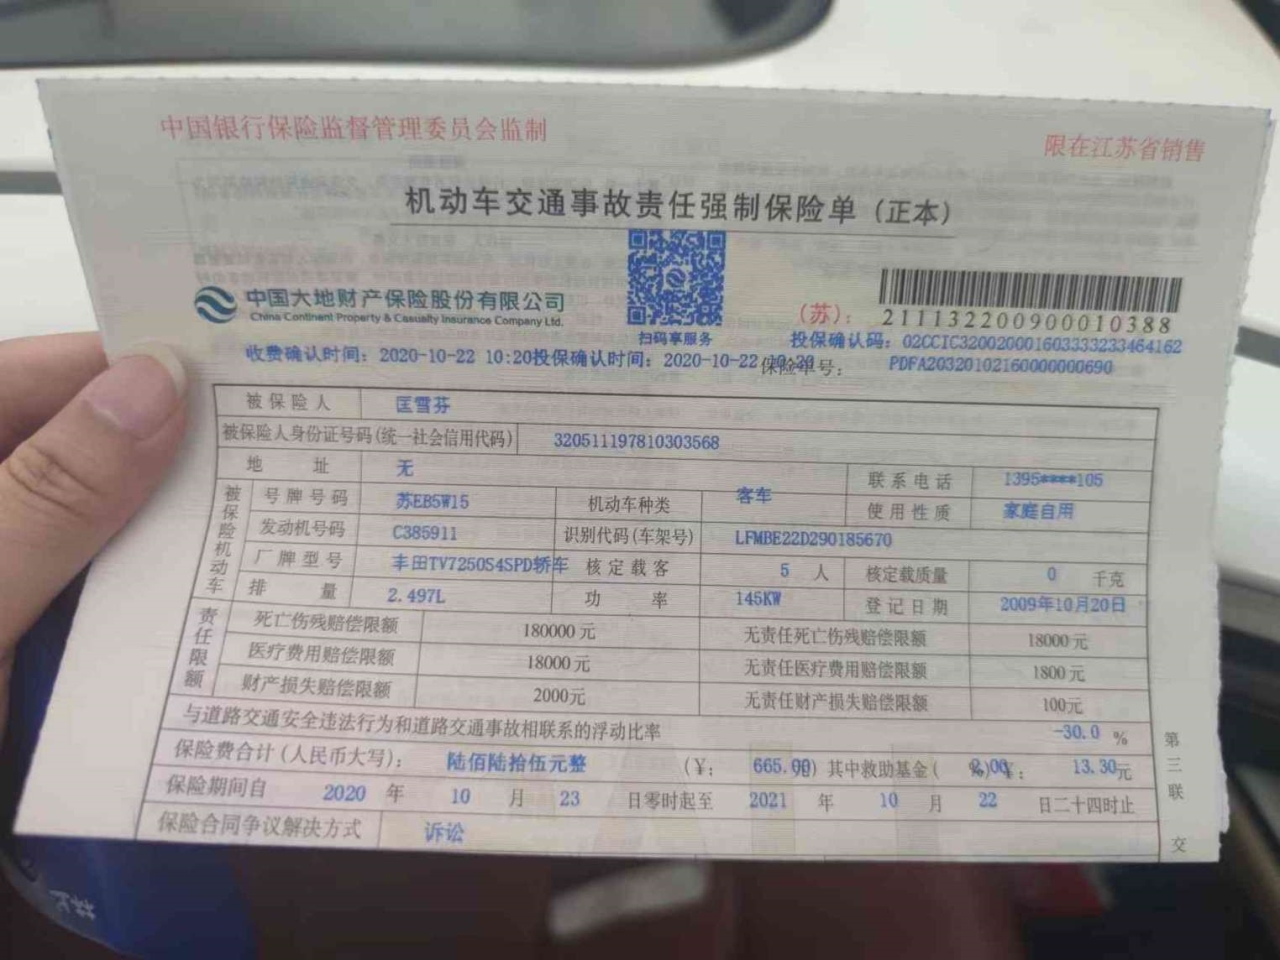 中国银行保险监督管理委员会监制
限在江苏省销售
机动车交通事故责任强制保险单 (正本)
中国大地财产保险股份有限公司
China Continent Property & Casualty Insurance Company Ltd.
扫码享服务
(苏): 211132200900010388
投保确认码: 02CCIC320020001603333233464162
收费确认时间: 2020-10-22 10:20投保确认时间: 2020-10-22
保险单号: PDFA20320102160000000690
被保险人 匡雪芬
被保险人身份证号码(统一社会信用代码) 320511197810303568
地 址 无 联系电话 1395****105
被保险机动车
号牌号码 苏EB5W15 机动车种类 客车 使用性质 家庭自用
发动机号码 C385911 识别代码(车架号) LFMBE22D290185670
厂牌型号 丰田TV7250S4SPD轿车 核定载客 5 人 核定载质量 0 千克
排 量 2.497L 功 率 145KW 登记日期 2009年10月20日
责任限额
死亡伤残赔偿限额 180000元 无责任死亡伤残赔偿限额 18000元
医疗费用赔偿限额 18000元 无责任医疗费用赔偿限额 1800元
财产损失赔偿限额 2000元 无责任财产损失赔偿限额 100元
与道路交通安全违法行为和道路交通事故相联系的浮动比率 -30.0 %
保险费合计(人民币大写): 陆佰陆拾伍元整 (¥: 665.00) 其中救助基金( 13.30元
保险期间自 2020 年 10 月 23 日零时起至 2021 年 10 月 22 日二十四时止
保险合同争议解决方式 诉讼
第三联 交